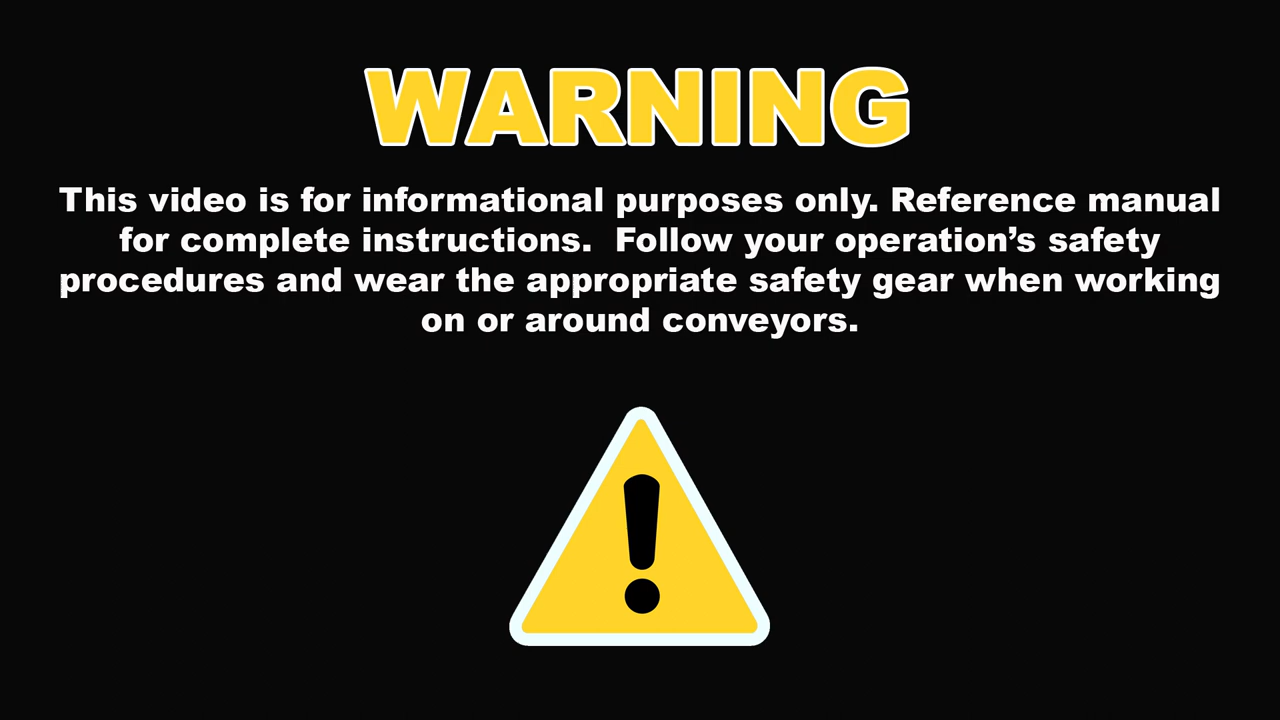 WARNING
This video is for informational purposes only. Reference manual
for complete instructions.  Follow your operation’s safety
procedures and wear the appropriate safety gear when working
on or around conveyors.
!